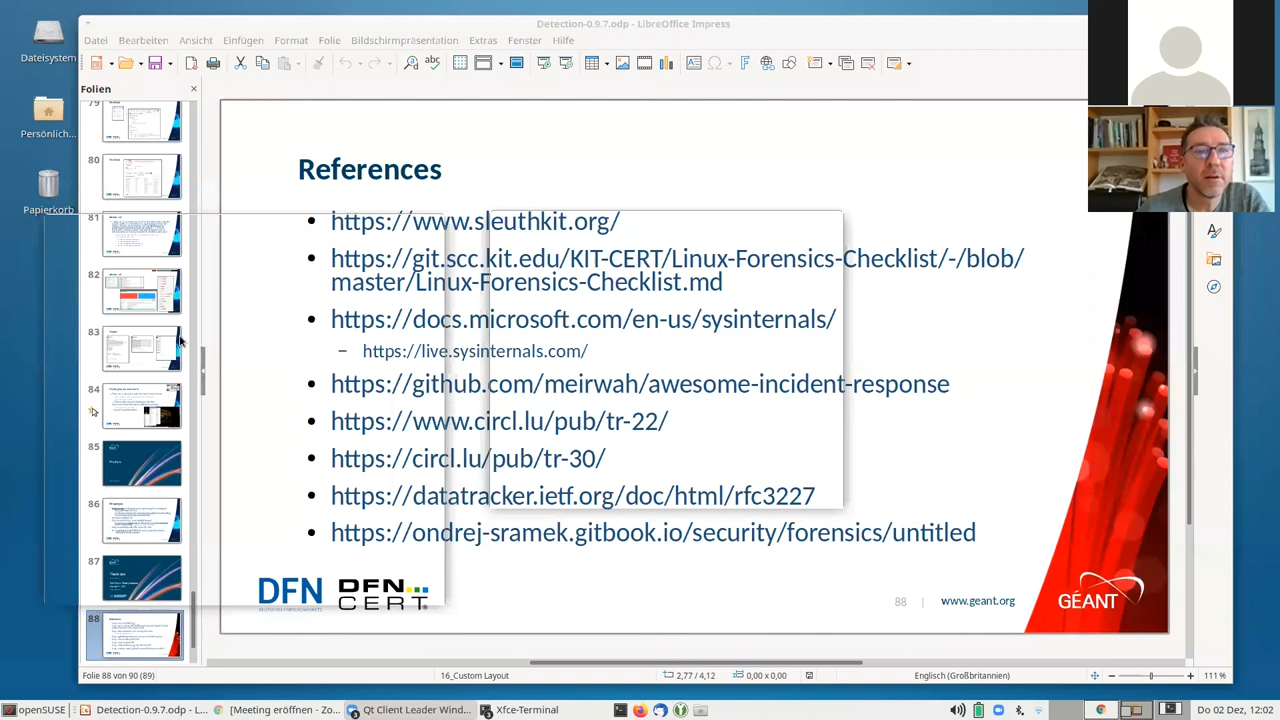 Detection-0.9.7.odp - LibreOffice Impress
Dateisystem
Datei Bearbeiten Ansicht Einfügen Format Folie Bildschirmpräsentation Extras Fenster Hilfe
Folien
Persönlich...
Papierkorb
79
80
81
82
83
84
85
86
87
88
References
https://www.sleuthkit.org/
https://git.scc.kit.edu/KIT-CERT/Linux-Forensics-Checklist/-/blob/
master/Linux-Forensics-Checklist.md
https://docs.microsoft.com/en-us/sysinternals/
https://live.sysinternals.com/
https://github.com/meirwah/awesome-incident-response
https://www.circl.lu/pub/tr-22/
https://circl.lu/pub/tr-30/
https://datatracker.ietf.org/doc/html/rfc3227
https://ondrej-sramek.gitbook.io/security/forensics/untitled
DFN DFN CERT
88 | www.geant.org
GÉANT
Folie 88 von 90 (89) 16_Custom Layout 2,77 / 4,12 0,00 x 0,00 Englisch (Großbritannien) 111 %
openSUSE Detection-0.9.7.odp - L... [Meeting eröffnen - Zo... Qt Client Leader Wind... Xfce-Terminal Do 02 Dez, 12:02